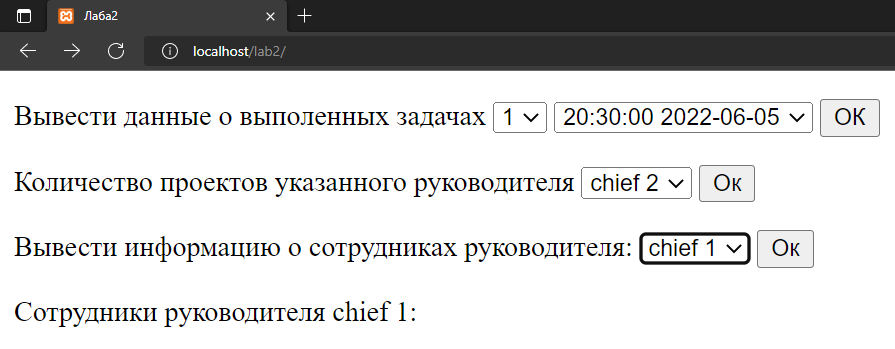 Лаба2
localhost/lab2/
Вывести данные о выполенных задачах 1 20:30:00 2022-06-05 ОК
Количество проектов указанного руководителя chief 2 Ок
Вывести информацию о сотрудниках руководителя: chief 1 Ок
Сотрудники руководителя chief 1: